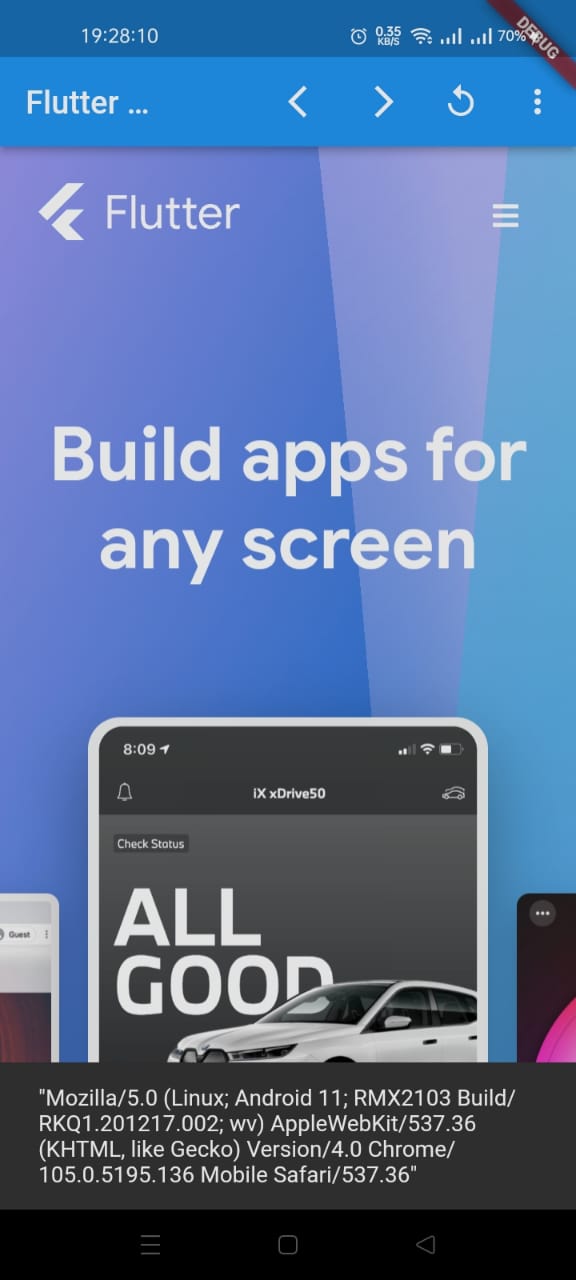 19:28:10
0.35
KB/S
70%
DEBUG
Flutter ...
Flutter
Build apps for
any screen
8:09
iX xDrive50
Check Status
ALL
GOOD
Guest
"Mozilla/5.0 (Linux; Android 11; RMX2103 Build/
RKQ1.201217.002; wv) AppleWebKit/537.36
(KHTML, like Gecko) Version/4.0 Chrome/
105.0.5195.136 Mobile Safari/537.36"